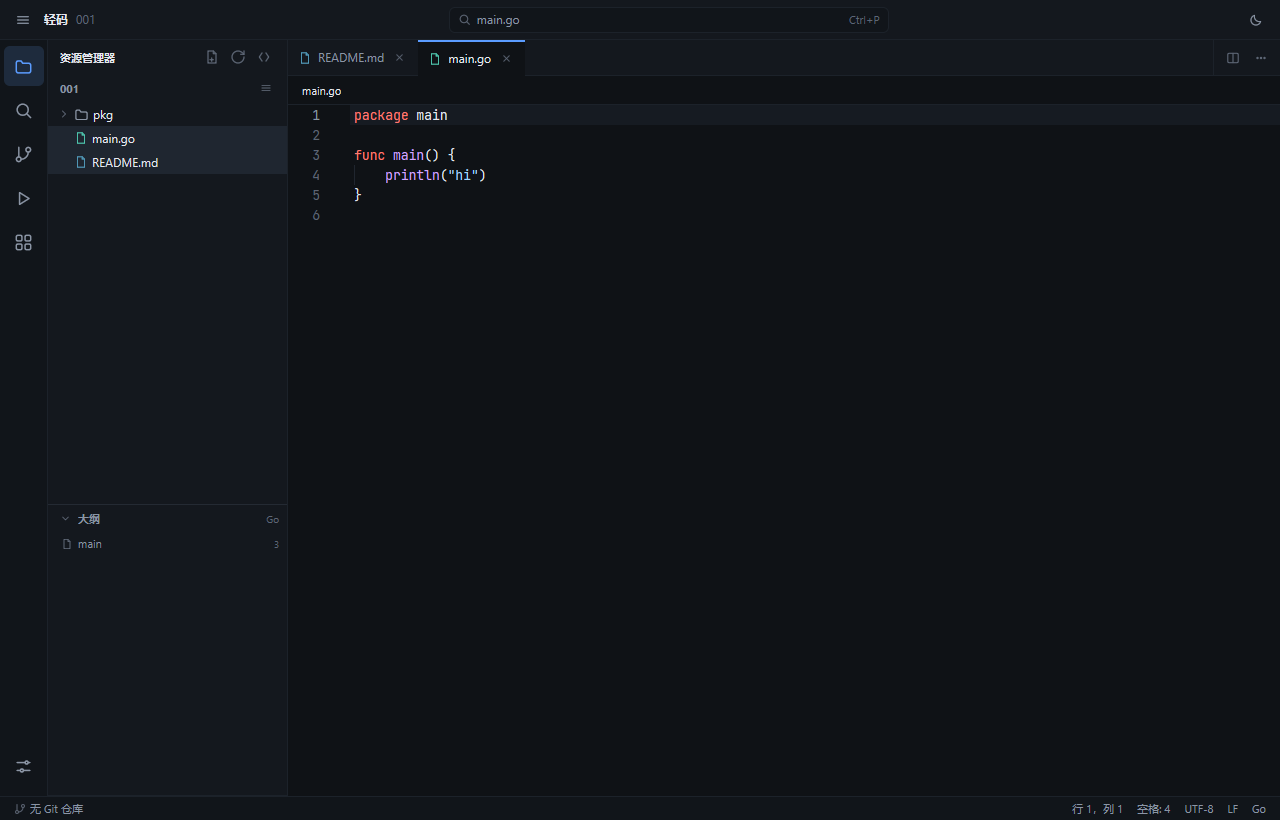 轻码 001
main.go Ctrl+P
资源管理器
001
pkg
main.go
README.md
大纲 Go
main 3
README.md
main.go
main.go
1 package main
2
3 func main() {
4 println("hi")
5 }
6
无 Git 仓库
行 1，列 1 空格: 4 UTF-8 LF Go